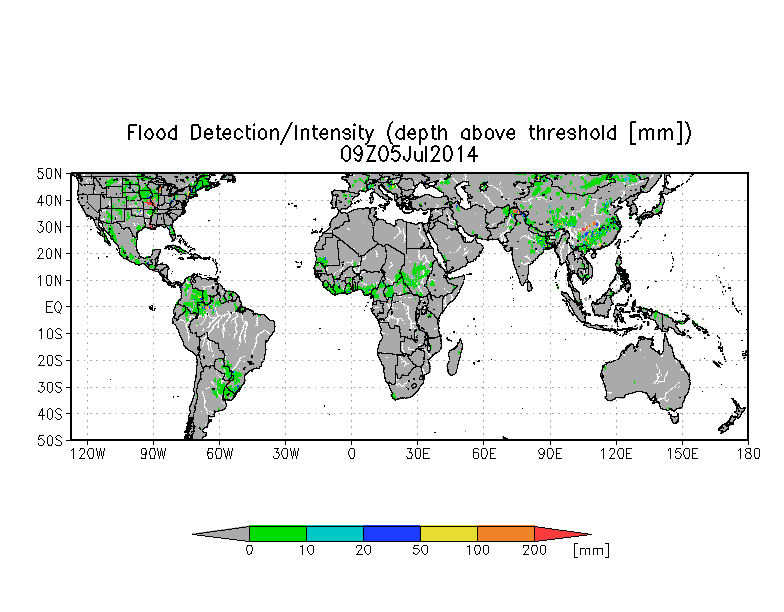 Flood Detection/Intensity (depth above threshold [mm])
09Z05Jul2014
50N
40N
30N
20N
10N
EQ
10S
20S
30S
40S
50S
120W 90W 60W 30W 0 30E 60E 90E 120E 150E 180
0 10 20 50 100 200 [mm]